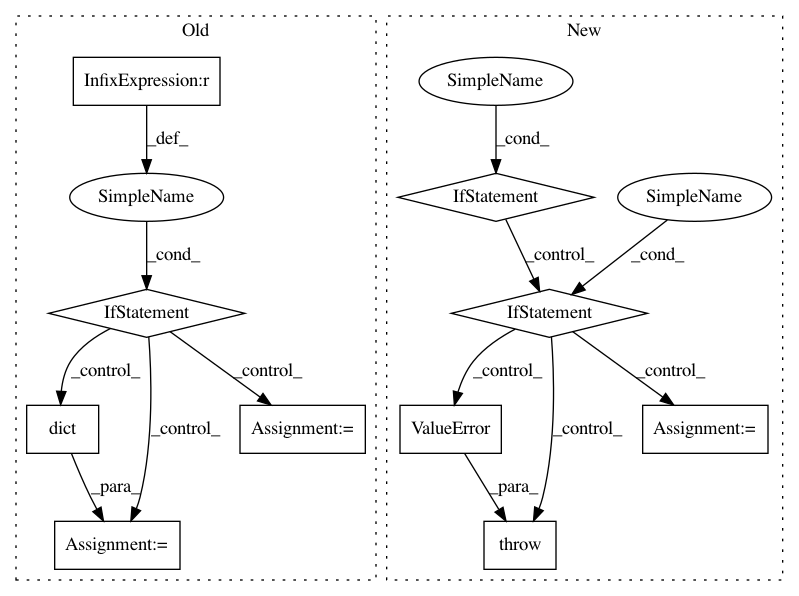 Old
New
InfixExpression:r
SimpleName
_def_
_cond_
SimpleName
IfStatement
SimpleName
_cond_
_control_
_cond_
IfStatement
IfStatement
_control_
_control_
_control_
_control_
_control_
_control_
dict
Assignment:=
ValueError
Assignment:=
_para_
_para_
Assignment:=
throw